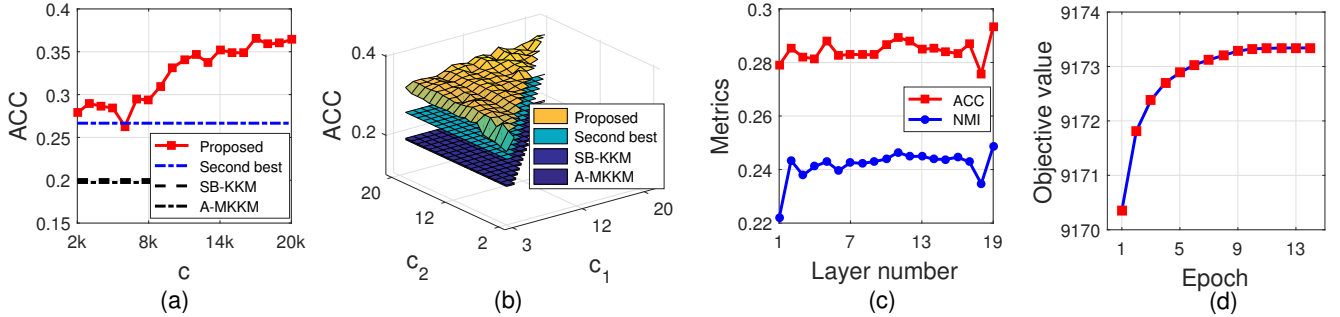 0.4
0.35
0.3
0.25
0.2
0.15
ACC
2k
8k
14k
20k
c
Proposed
Second best
SB-KKM
A-MKKM
(a)
0.4
0.2
ACC
20
12
2
c2
3
12
20
c1
Proposed
Second best
SB-KKM
A-MKKM
(b)
0.3
0.28
0.26
0.24
0.22
Metrics
1
7
13
19
Layer number
ACC
NMI
(c)
9174
9173
9172
9171
9170
Objective value
1
5
9
13
Epoch
(d)